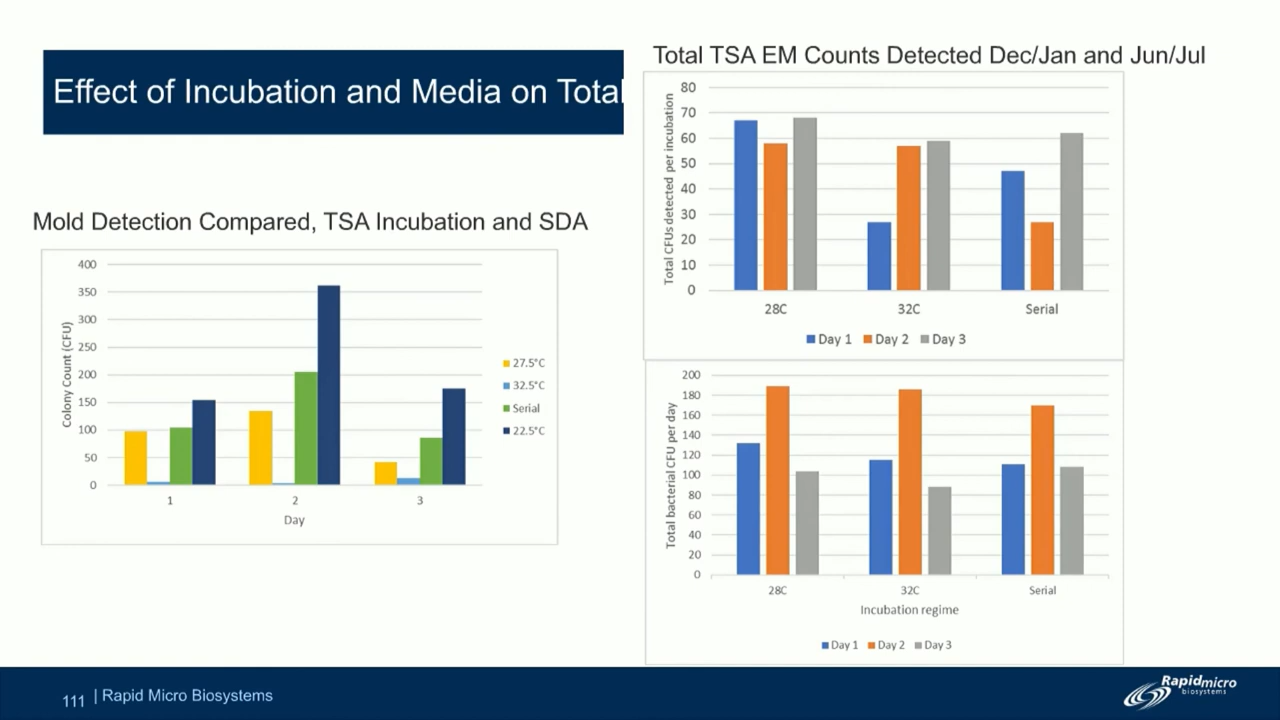 Effect of Incubation and Media on Total
Mold Detection Compared, TSA Incubation and SDA
400
350
300
250
200
150
100
50
0
Colony Count (CFU)
1
2
3
Day
27.5°C
32.5°C
Serial
22.5°C
Total TSA EM Counts Detected Dec/Jan and Jun/Jul
80
70
60
50
40
30
20
10
0
Total CFUs detected per incubation
28C
32C
Serial
Day 1
Day 2
Day 3
200
180
160
140
120
100
80
60
40
20
0
Total bacterial CFU per day
28C
32C
Serial
Incubation regime
Day 1
Day 2
Day 3
111 | Rapid Micro Biosystems
Rapidmicro
biosystems